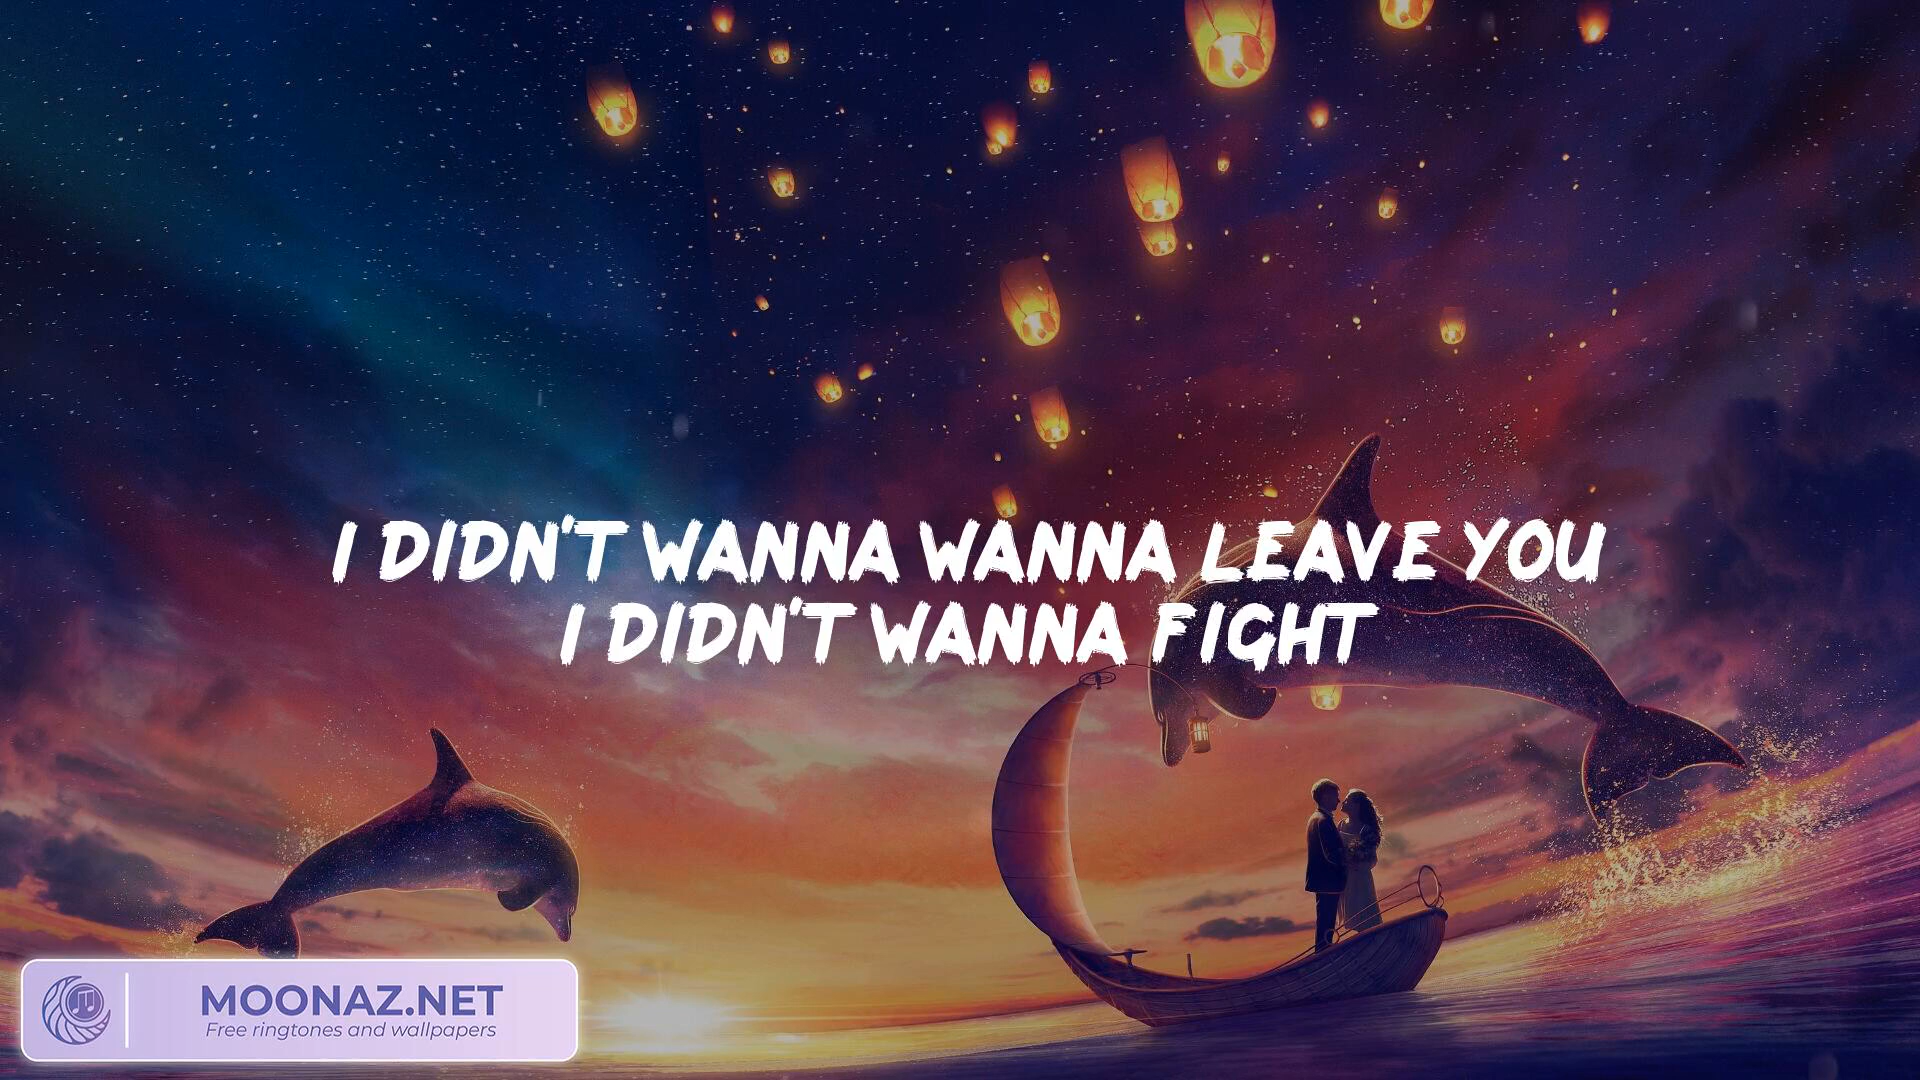 I DIDN'T WANNA WANNA LEAVE YOU
I DIDN'T WANNA FIGHT
MOONAZ.NET
Free ringtones and wallpapers